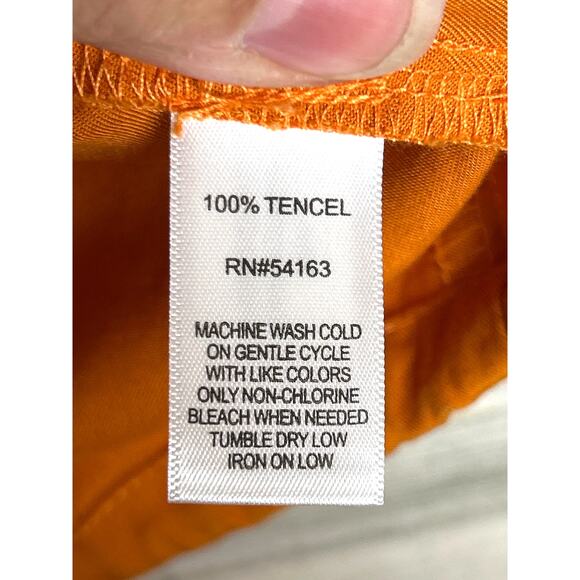 100% TENCEL
RN#54163
MACHINE WASH COLD
ON GENTLE CYCLE
WITH LIKE COLORS
ONLY NON-CHLORINE
BLEACH WHEN NEEDED
TUMBLE DRY LOW
IRON ON LOW